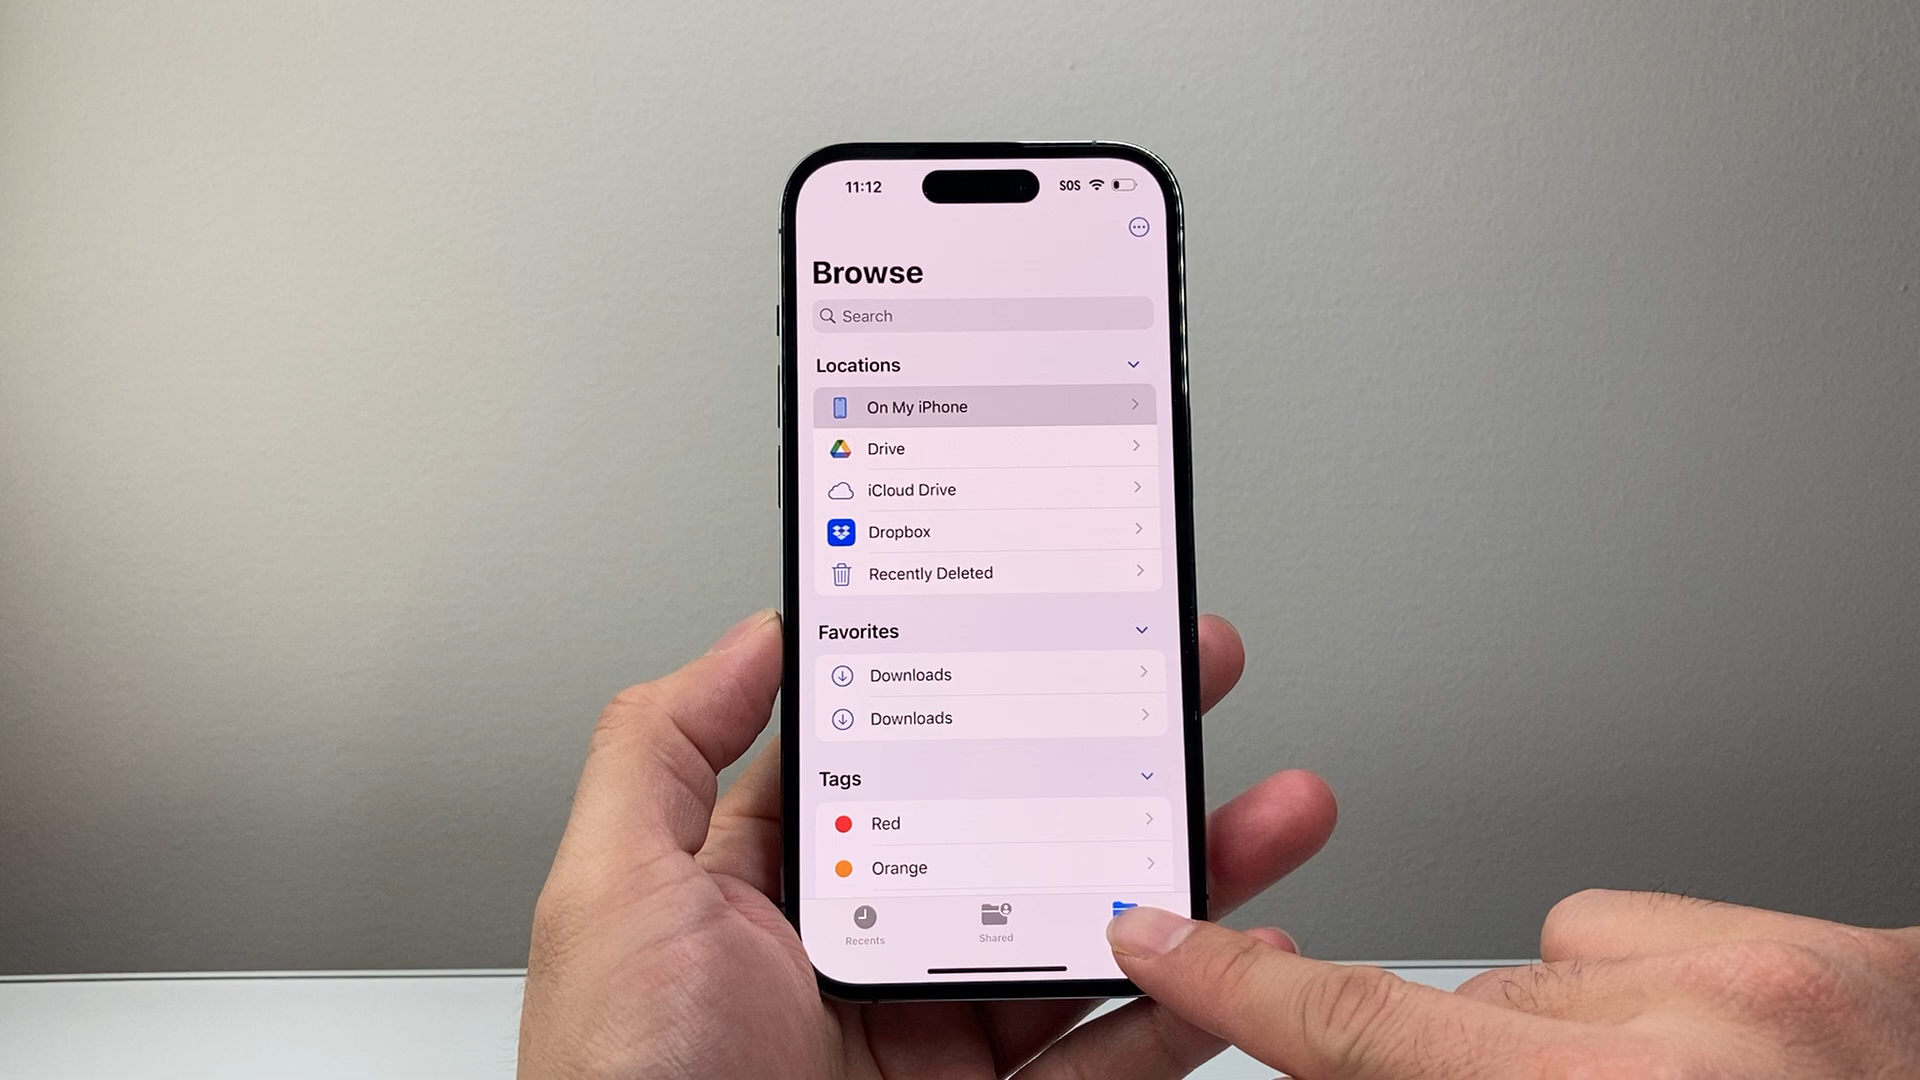 11:12
SOS
Browse
Search
Locations
On My iPhone
Drive
iCloud Drive
Dropbox
Recently Deleted
Favorites
Downloads
Downloads
Tags
Red
Orange
Recents
Shared